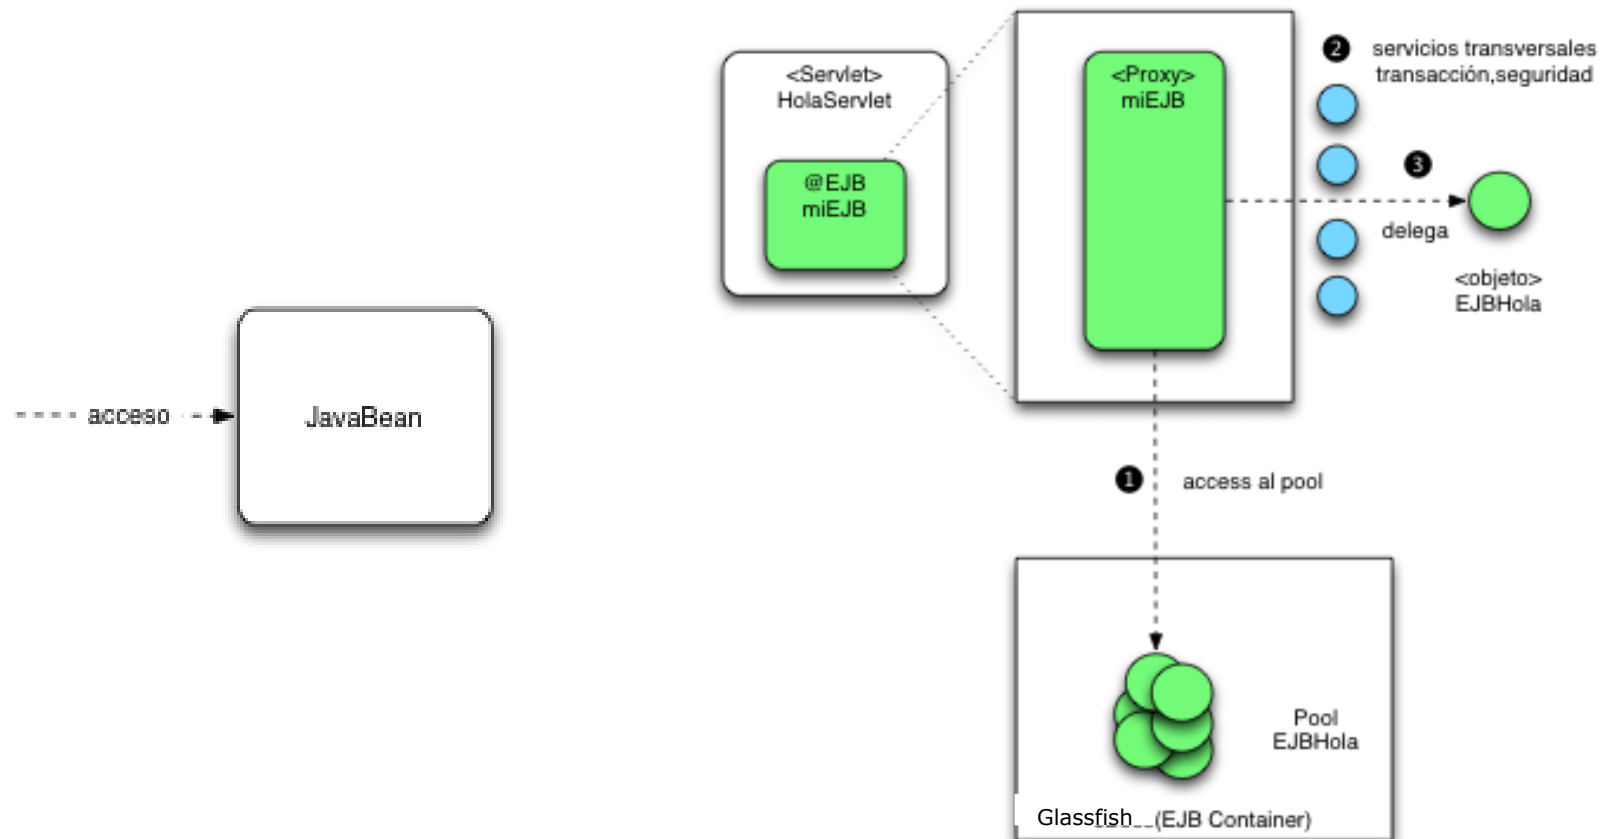 acceso
JavaBean
<Servlet>
HolaServlet
@EJB
miEJB
<Proxy>
miEJB
2 servicios transversales
transacción,seguridad
3
delega
<objeto>
EJBHola
1 access al pool
Pool
EJBHola
Glassfish (EJB Container)